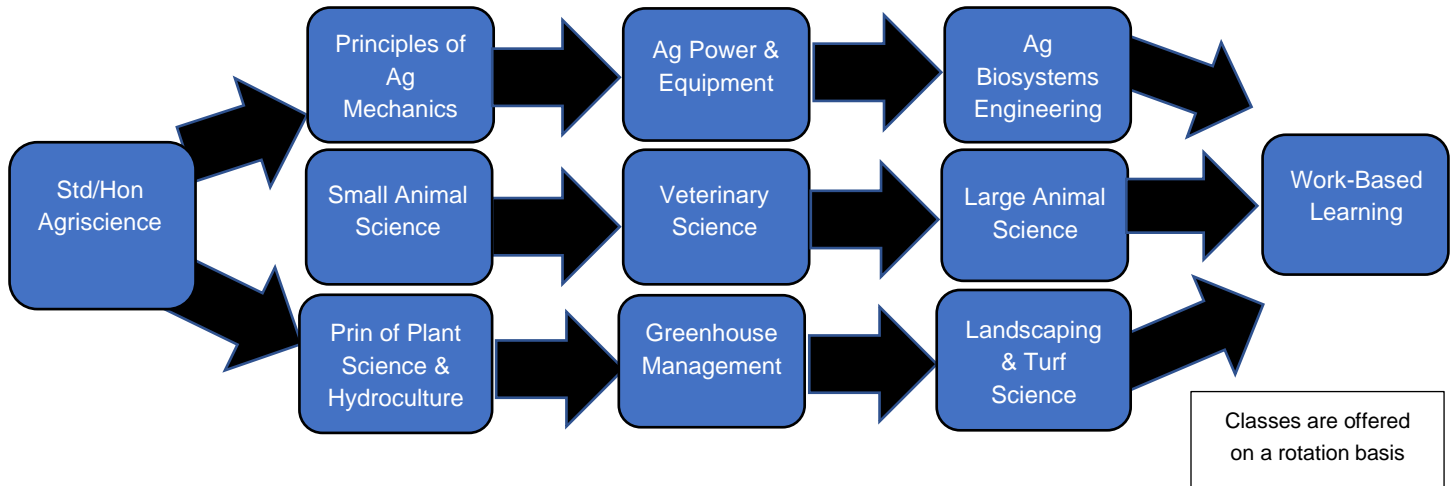 Std/Hon
Agriscience
Principles of
Ag
Mechanics
Ag Power &
Equipment
Ag
Biosystems
Engineering
Small Animal
Science
Veterinary
Science
Large Animal
Science
Prin of Plant
Science &
Hydroculture
Greenhouse
Management
Landscaping
& Turf
Science
Work-Based
Learning
Classes are offered
on a rotation basis